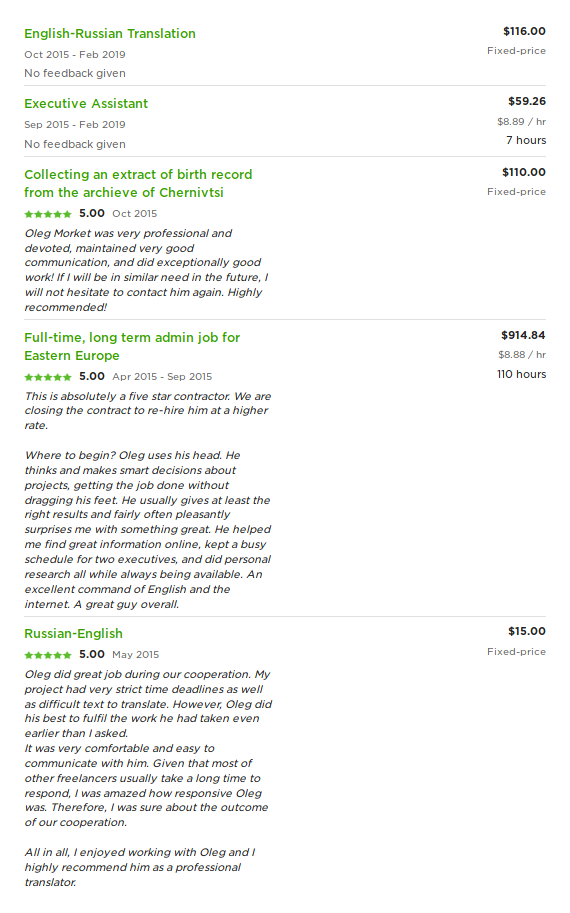 English-Russian Translation
$116.00
Oct 2015 - Feb 2019
Fixed-price
No feedback given
Executive Assistant
$59.26
Sep 2015 - Feb 2019
$8.89 / hr
No feedback given
7 hours
Collecting an extract of birth record
$110.00
from the archieve of Chernivtsi
Fixed-price
5.00 Oct 2015
Oleg Morket was very professional and
devoted, maintained very good
communication, and did exceptionally good
work! If I will be in similar need in the future, I
will not hesitate to contact him again. Highly
recommended!
Full-time, long term admin job for
$914.84
Eastern Europe
$8.88 / hr
5.00 Apr 2015 - Sep 2015
110 hours
This is absolutely a five star contractor. We are
closing the contract to re-hire him at a higher
rate.
Where to begin? Oleg uses his head. He
thinks and makes smart decisions about
projects, getting the job done without
dragging his feet. He usually gives at least the
right results and fairly often pleasantly
surprises me with something great. He helped
me find great information online, kept a busy
schedule for two executives, and did personal
research all while always being available. An
excellent command of English and the
internet. A great guy overall.
Russian-English
$15.00
5.00 May 2015
Fixed-price
Oleg did great job during our cooperation. My
project had very strict time deadlines as well
as difficult text to translate. However, Oleg did
his best to fulfil the work he had taken even
earlier than I asked.
It was very comfortable and easy to
communicate with him. Given that most of
other freelancers usually take a long time to
respond, I was amazed how responsive Oleg
was. Therefore, I was sure about the outcome
of our cooperation.
All in all, I enjoyed working with Oleg and I
highly recommend him as a professional
translator.